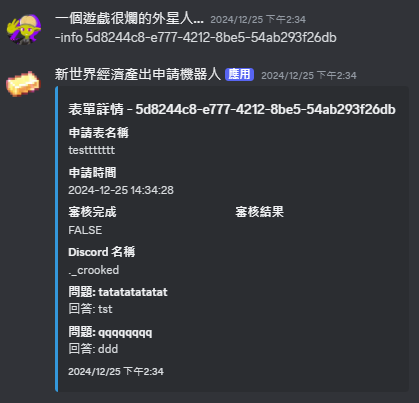 一個遊戲很爛的外星人... 2024/12/25 下午2:34
-info 5d8244c8-e777-4212-8be5-54ab293f26db
新世界經濟產出申請機器人 應用 2024/12/25 下午2:34
表單詳情 - 5d8244c8-e777-4212-8be5-54ab293f26db
申請表名稱
testttttttt
申請時間
2024-12-25 14:34:28
審核完成 審核結果
FALSE
Discord 名稱
._crooked
問題: tatatatatatat
回答: tst
問題: qqqqqqqq
回答: ddd
2024/12/25 下午2:34